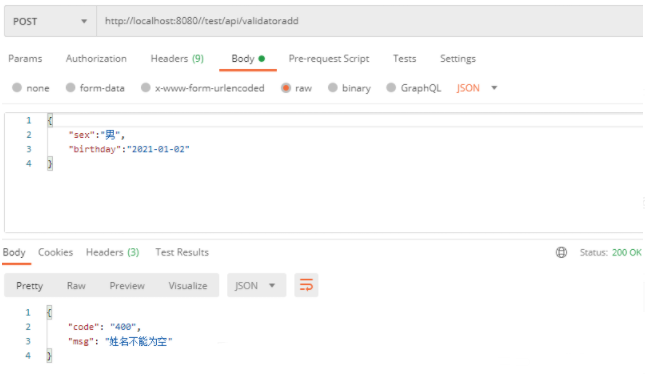 POST http://localhost:8080//test/api/validatoradd
Params Authorization Headers (9) Body Pre-request Script Tests Settings
none form-data x-www-form-urlencoded raw binary GraphQL JSON
1 {
2 "sex":"男",
3 "birthday":"2021-01-02"
4 }
Body Cookies Headers (3) Test Results Status: 200 OK
Pretty Raw Preview Visualize JSON
1 {
2 "code": "400",
3 "msg": "姓名不能为空"
4 }